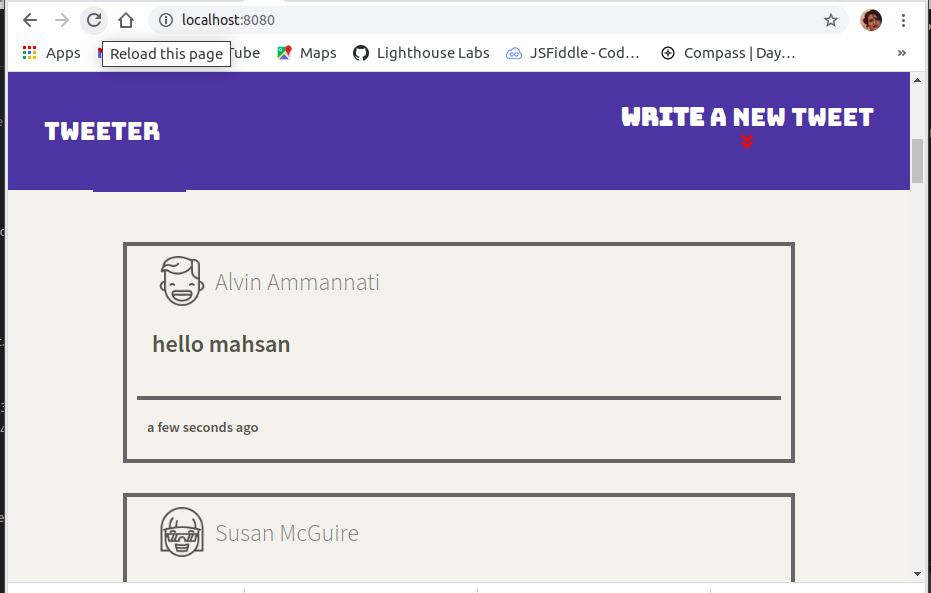 localhost:8080
Apps
Reload this page
Tube
Maps
Lighthouse Labs
JSFiddle - Cod...
Compass | Day...
»
TWEETER
WRITE A NEW TWEET
Alvin Ammannati
hello mahsan
a few seconds ago
Susan McGuire